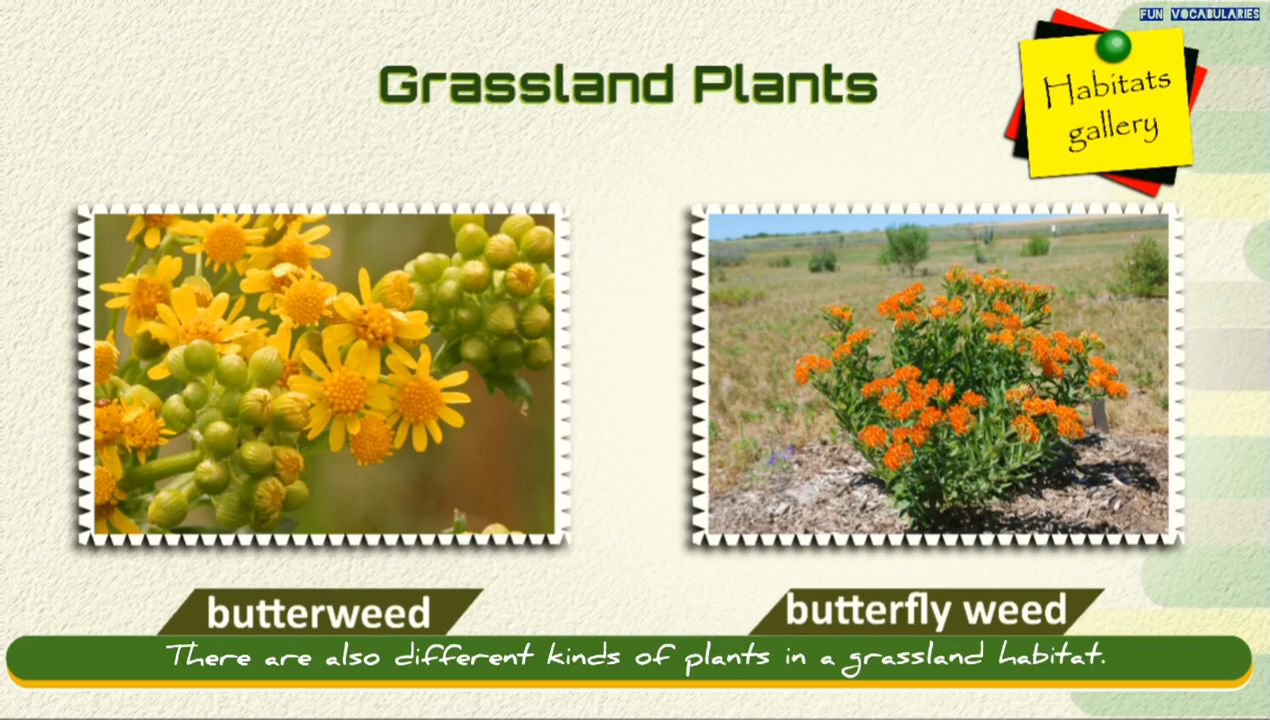 FUN VOCABULARIES
Grassland Plants
Habitats
gallery
butterweed
butterfly weed
There are also different kinds of plants in a grassland habitat.